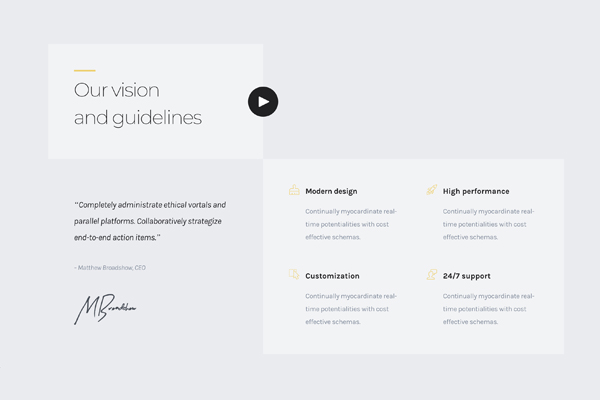 Our vision
and guidelines
"Completely administrate ethical vortals and
parallel platforms. Collaboratively strategize
end-to-end action items."
- Matthew Broadshow, CEO
MBroadshow
Modern design
Continually myocardinate real-
time potentialities with cost
effective schemas.
High performance
Continually myocardinate real-
time potentialities with cost
effective schemas.
Customization
Continually myocardinate real-
time potentialities with cost
effective schemas.
24/7 support
Continually myocardinate real-
time potentialities with cost
effective schemas.